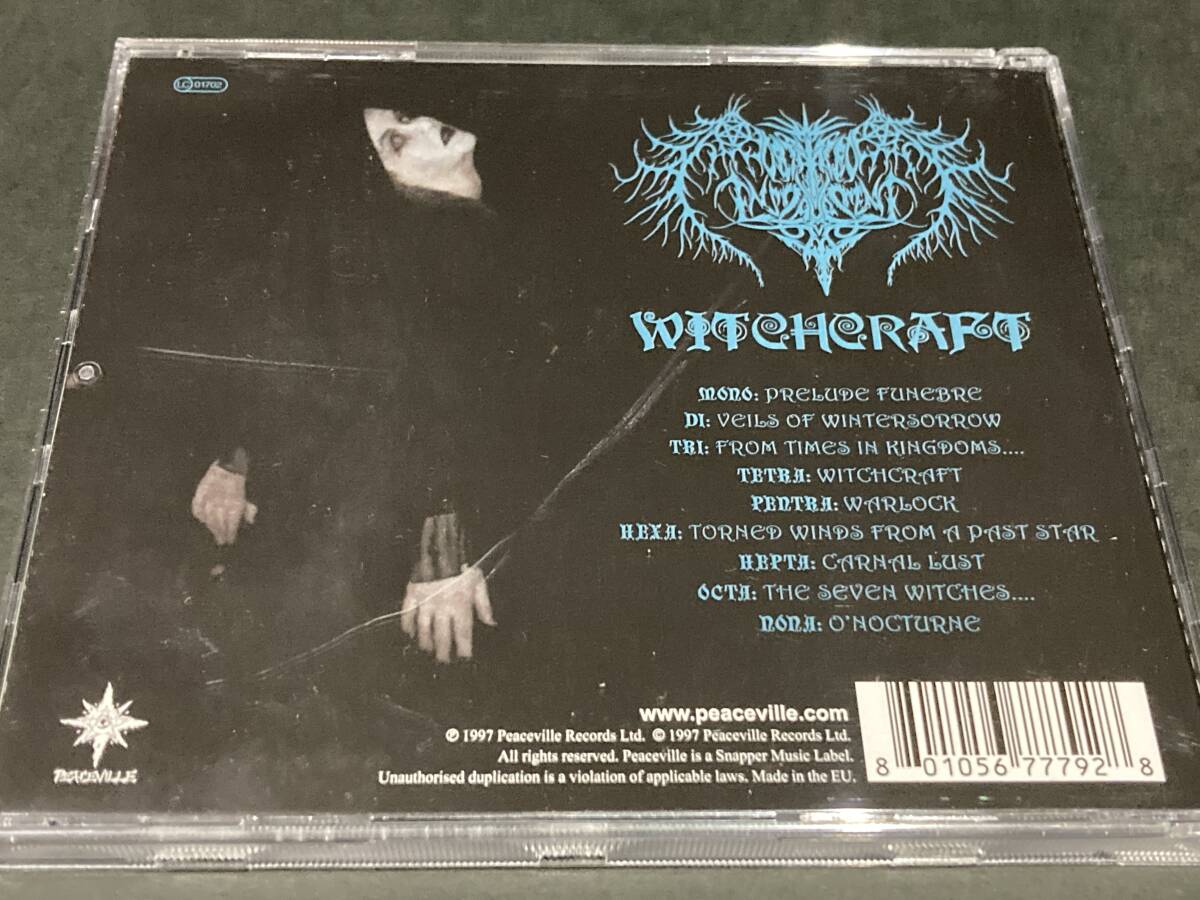 LC 01702
WITCHCRAFT
MONO: PRELUDE FUNEBRE
DI: VEILS OF WINTERSORROW
TRI: FROM TIMES IN KINGDOMS....
TETRA: WITCHCRAFT
PENTRA: WARLOCK
HEXA: TORNED WINDS FROM A PAST STAR
HEPTA: CARNAL LUST
OCTA: THE SEVEN WITCHES....
NONA: O'NOCTURNE
www.peaceville.com
℗ 1997 Peaceville Records Ltd. © 1997 Peaceville Records Ltd.
All rights reserved. Peaceville is a Snapper Music Label.
Unauthorised duplication is a violation of applicable laws. Made in the EU.
PEACEVILLE
8 01056 77792 8